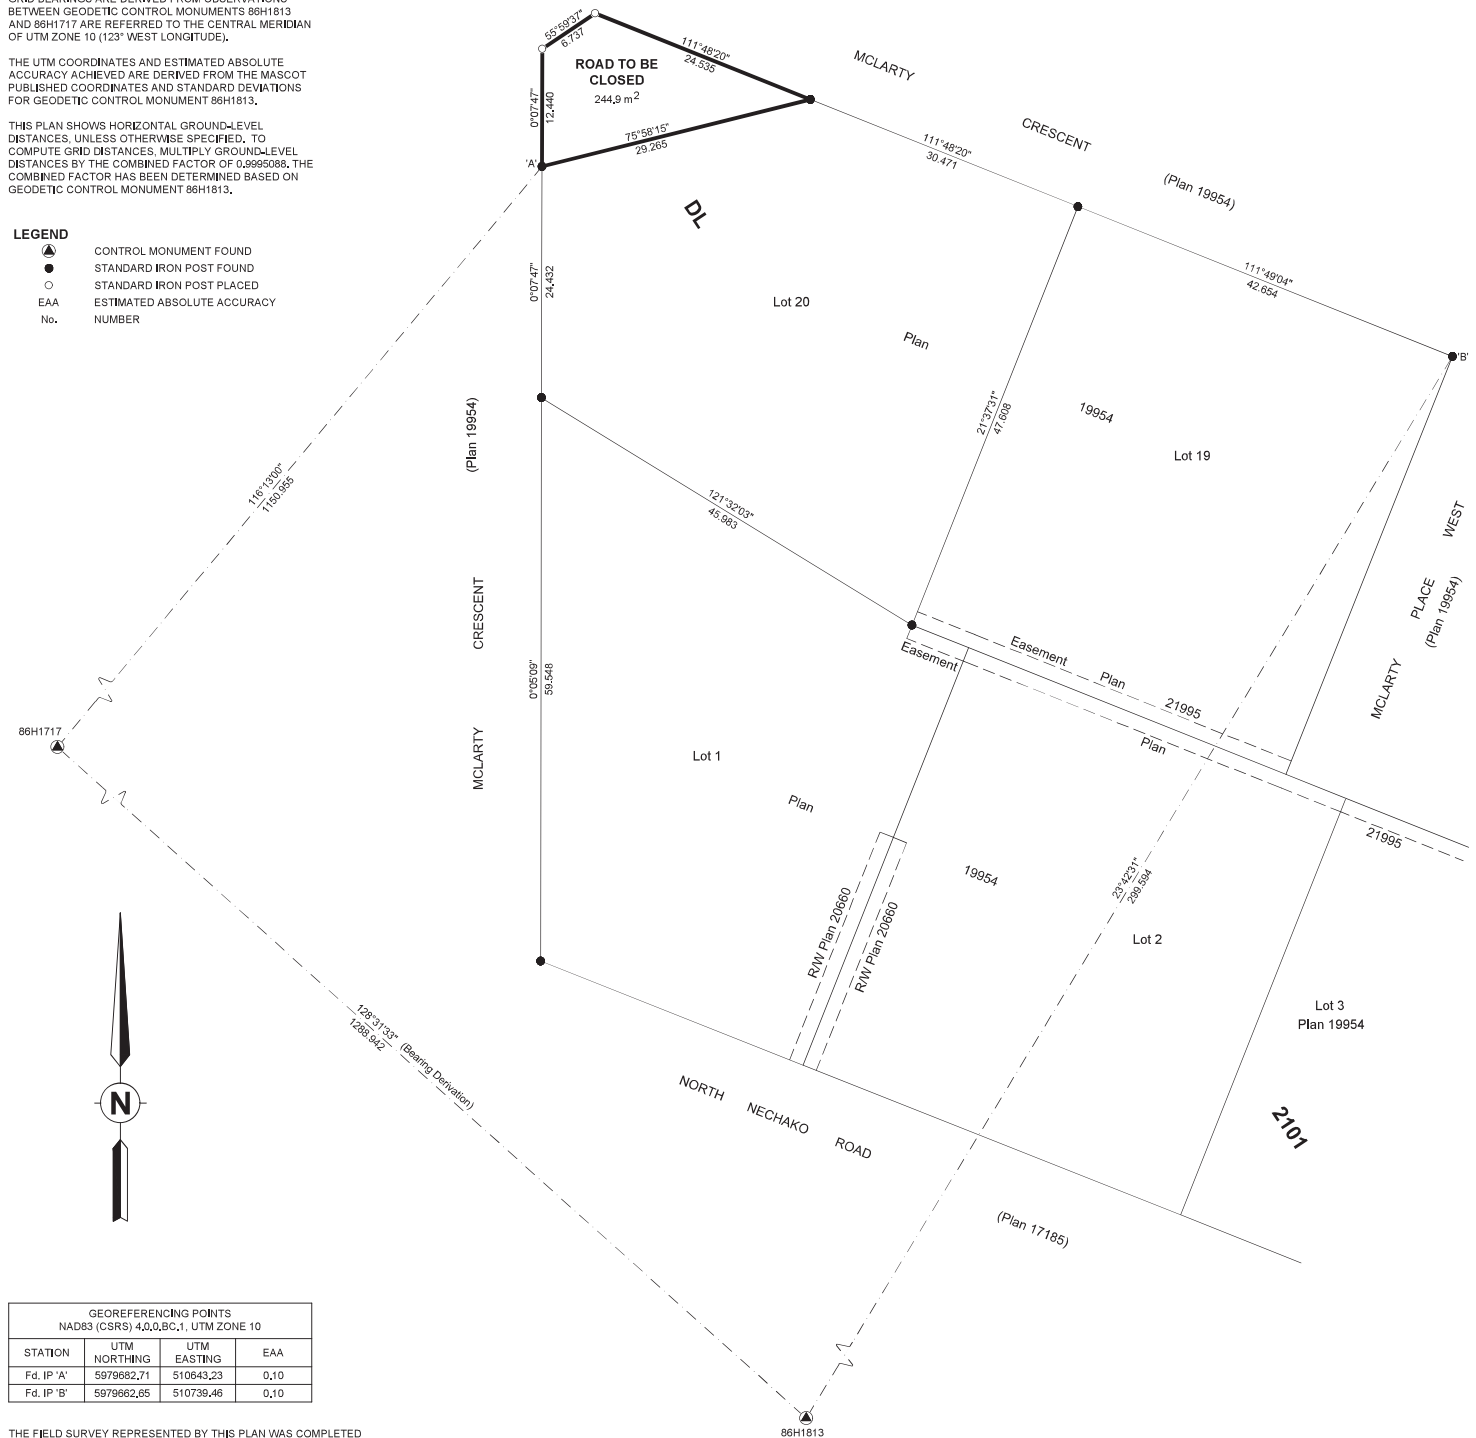 GRID BEARINGS ARE DERIVED FROM OBSERVATIONS
BETWEEN GEODETIC CONTROL MONUMENTS 86H1813
AND 86H1717 ARE REFERRED TO THE CENTRAL MERIDIAN
OF UTM ZONE 10 (123° WEST LONGITUDE).
THE UTM COORDINATES AND ESTIMATED ABSOLUTE
ACCURACY ACHIEVED ARE DERIVED FROM THE MASCOT
PUBLISHED COORDINATES AND STANDARD DEVIATIONS
FOR GEODETIC CONTROL MONUMENT 86H1813.
THIS PLAN SHOWS HORIZONTAL GROUND-LEVEL
DISTANCES, UNLESS OTHERWISE SPECIFIED. TO
COMPUTE GRID DISTANCES, MULTIPLY GROUND-LEVEL
DISTANCES BY THE COMBINED FACTOR OF 0.9995088. THE
COMBINED FACTOR HAS BEEN DETERMINED BASED ON
GEODETIC CONTROL MONUMENT 86H1813.
LEGEND
CONTROL MONUMENT FOUND
STANDARD IRON POST FOUND
STANDARD IRON POST PLACED
EAA ESTIMATED ABSOLUTE ACCURACY
No. NUMBER
55°59'37"
6.737
111°48'20"
24.535
ROAD TO BE
CLOSED
244.9 m²
0°07'47"
12.440
75°58'15"
29.265
'A'
MCLARTY CRESCENT (Plan 19954)
111°48'20"
30.471
111°49'04"
42.654
'B'
DL
0°07'47"
24.432
Lot 20
Plan
19954
Lot 19
21°37'31"
47.608
(Plan 19954)
CRESCENT
MCLARTY
121°32'03"
45.983
116°13'00"
1150.955
WEST
PLACE
(Plan 19954)
MCLARTY
0°05'09"
59.548
Easement Plan 21995
Easement Plan 21995
86H1717
Lot 1
Plan
19954
R/W Plan 20660
R/W Plan 20660
23°42'31"
299.594
Lot 2
Lot 3
Plan 19954
128°31'33" (Bearing Derivation)
1288.942
N
NORTH NECHAKO ROAD
2101
(Plan 17185)
GEOREFERENCING POINTS
NAD83 (CSRS) 4.0.0.BC.1, UTM ZONE 10
STATION UTM NORTHING UTM EASTING EAA
Fd. IP 'A' 5979682.71 510643.23 0.10
Fd. IP 'B' 5979662.65 510739.46 0.10
86H1813
THE FIELD SURVEY REPRESENTED BY THIS PLAN WAS COMPLETED